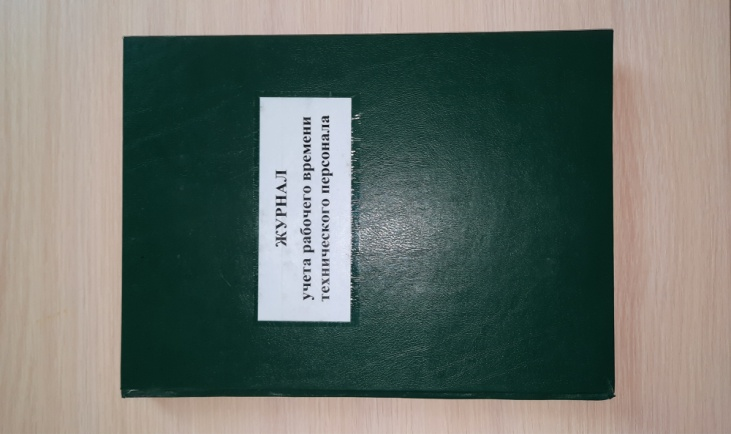 ЖУРНАЛ
учета рабочего времени
технического персонала